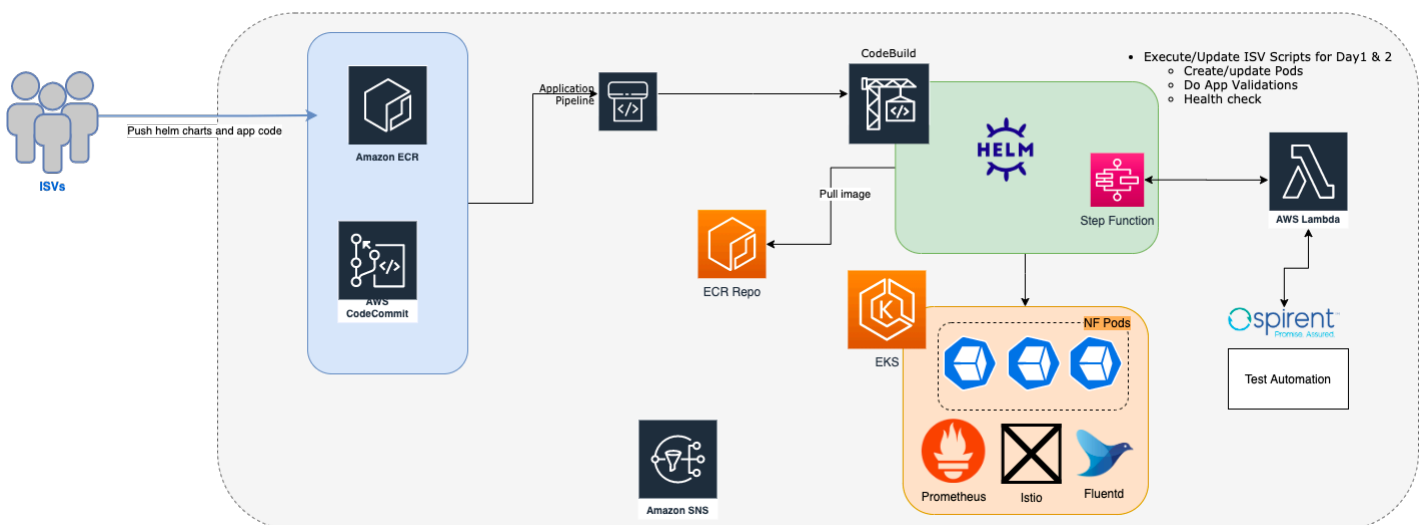 ISVs
Push helm charts and app code
Amazon ECR
AWS
CodeCommit
Application
Pipeline
CodeBuild
• Execute/Update ISV Scripts for Day1 & 2
○ Create/update Pods
○ Do App Validations
○ Health check
HELM
Step Function
AWS Lambda
Pull image
ECR Repo
EKS
NF Pods
Prometheus
Istio
Fluentd
spirent™
Promise. Assured.
Test Automation
Amazon SNS